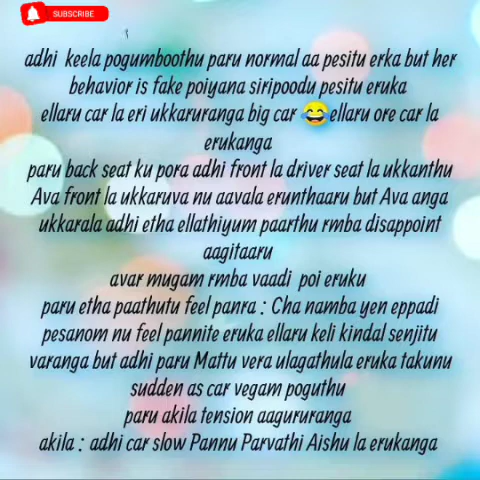 SUBSCRIBE
adhi keela pogumboothu paru normal aa pesitu erka but her
behavior is fake poiyana siripoodu pesitu eruka
ellaru car la eri ukkaruranga big car 😂ellaru ore car la
erukanga
paru back seat ku pora adhi front la driver seat la ukkanthu
Ava front la ukkaruva nu aavala erunthaaru but Ava anga
ukkarala adhi etha ellathiyum paarthu rmba disappoint
aagitaaru
avar mugam rmba vaadi poi eruku
paru etha paathutu feel panra : Cha namba yen eppadi
pesanom nu feel pannite eruka ellaru keli kindal senjitu
varanga but adhi paru Mattu vera ulagathula eruka takunu
sudden as car vegam poguthu
paru akila tension aagururanga
akila : adhi car slow Pannu Parvathi Aishu la erukanga